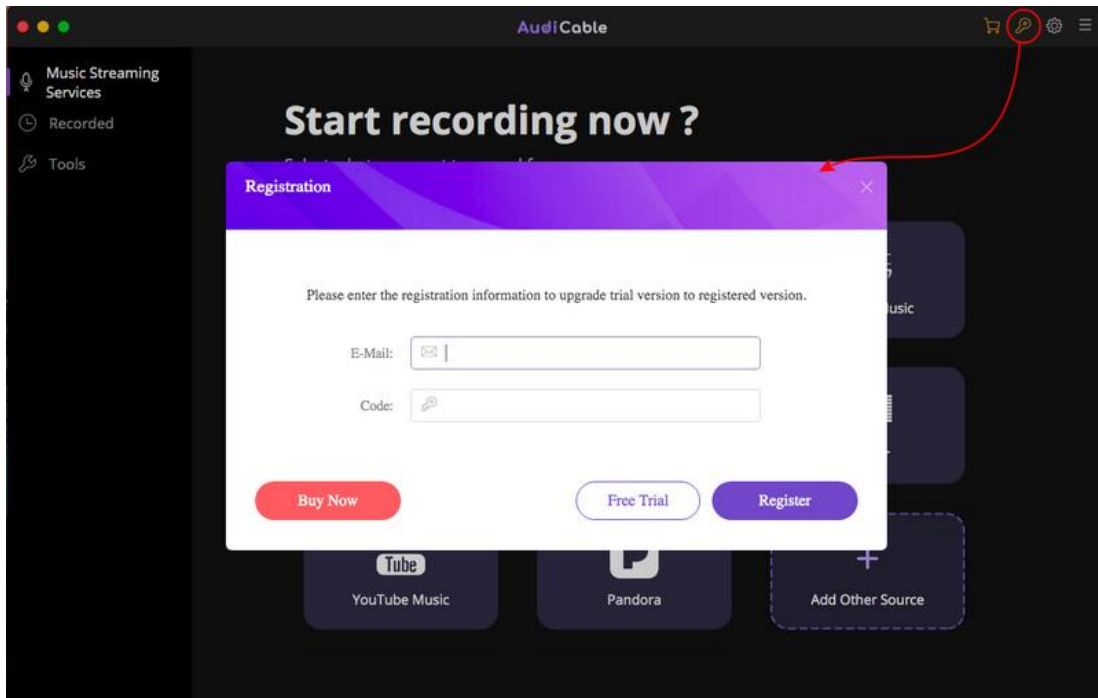 AudiCable
Music Streaming
Services
Recorded
Tools
Start recording now ?
Registration
Please enter the registration information to upgrade trial version to registered version.
E-Mail:
Code:
Buy Now
Free Trial
Register
Tube
YouTube Music
Pandora
Add Other Source